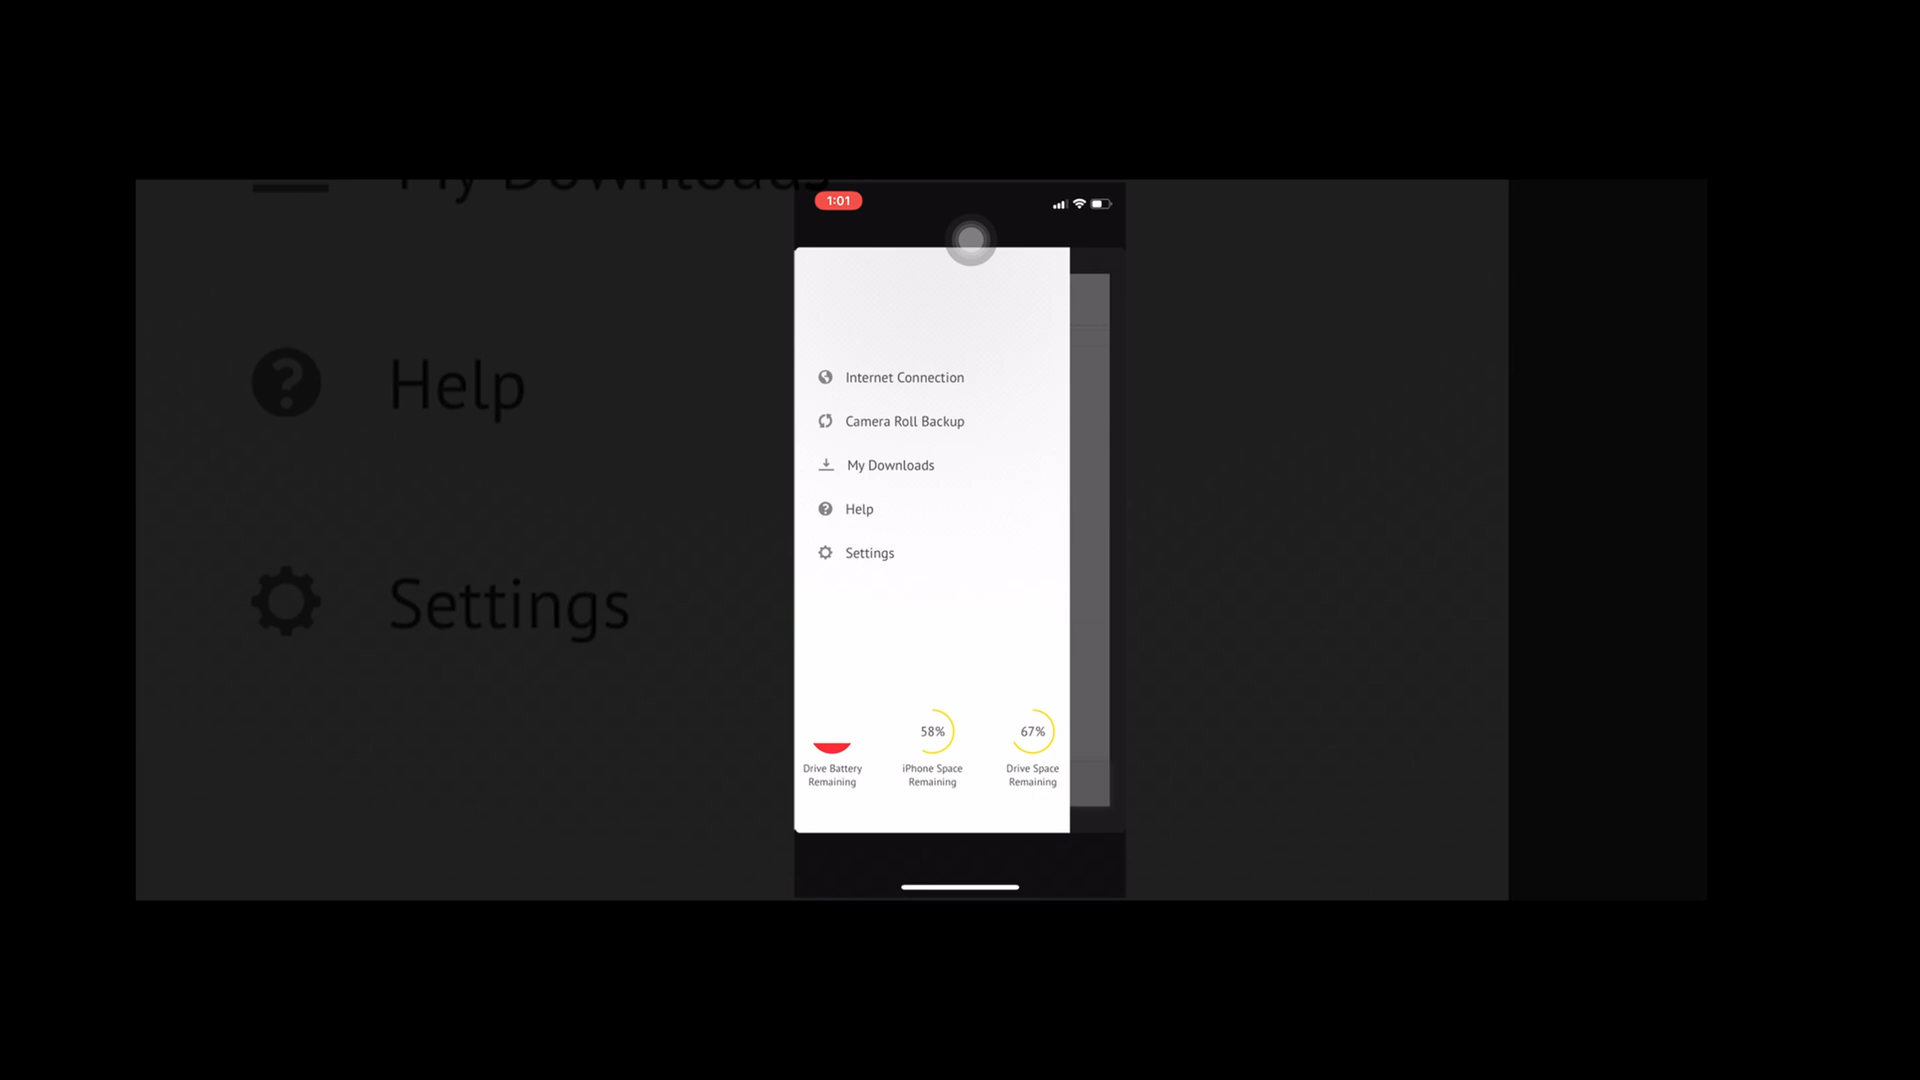 My Downloads
Help
Settings
1:01
Internet Connection
Camera Roll Backup
My Downloads
Help
Settings
58%
67%
Drive Battery
Remaining
iPhone Space
Remaining
Drive Space
Remaining